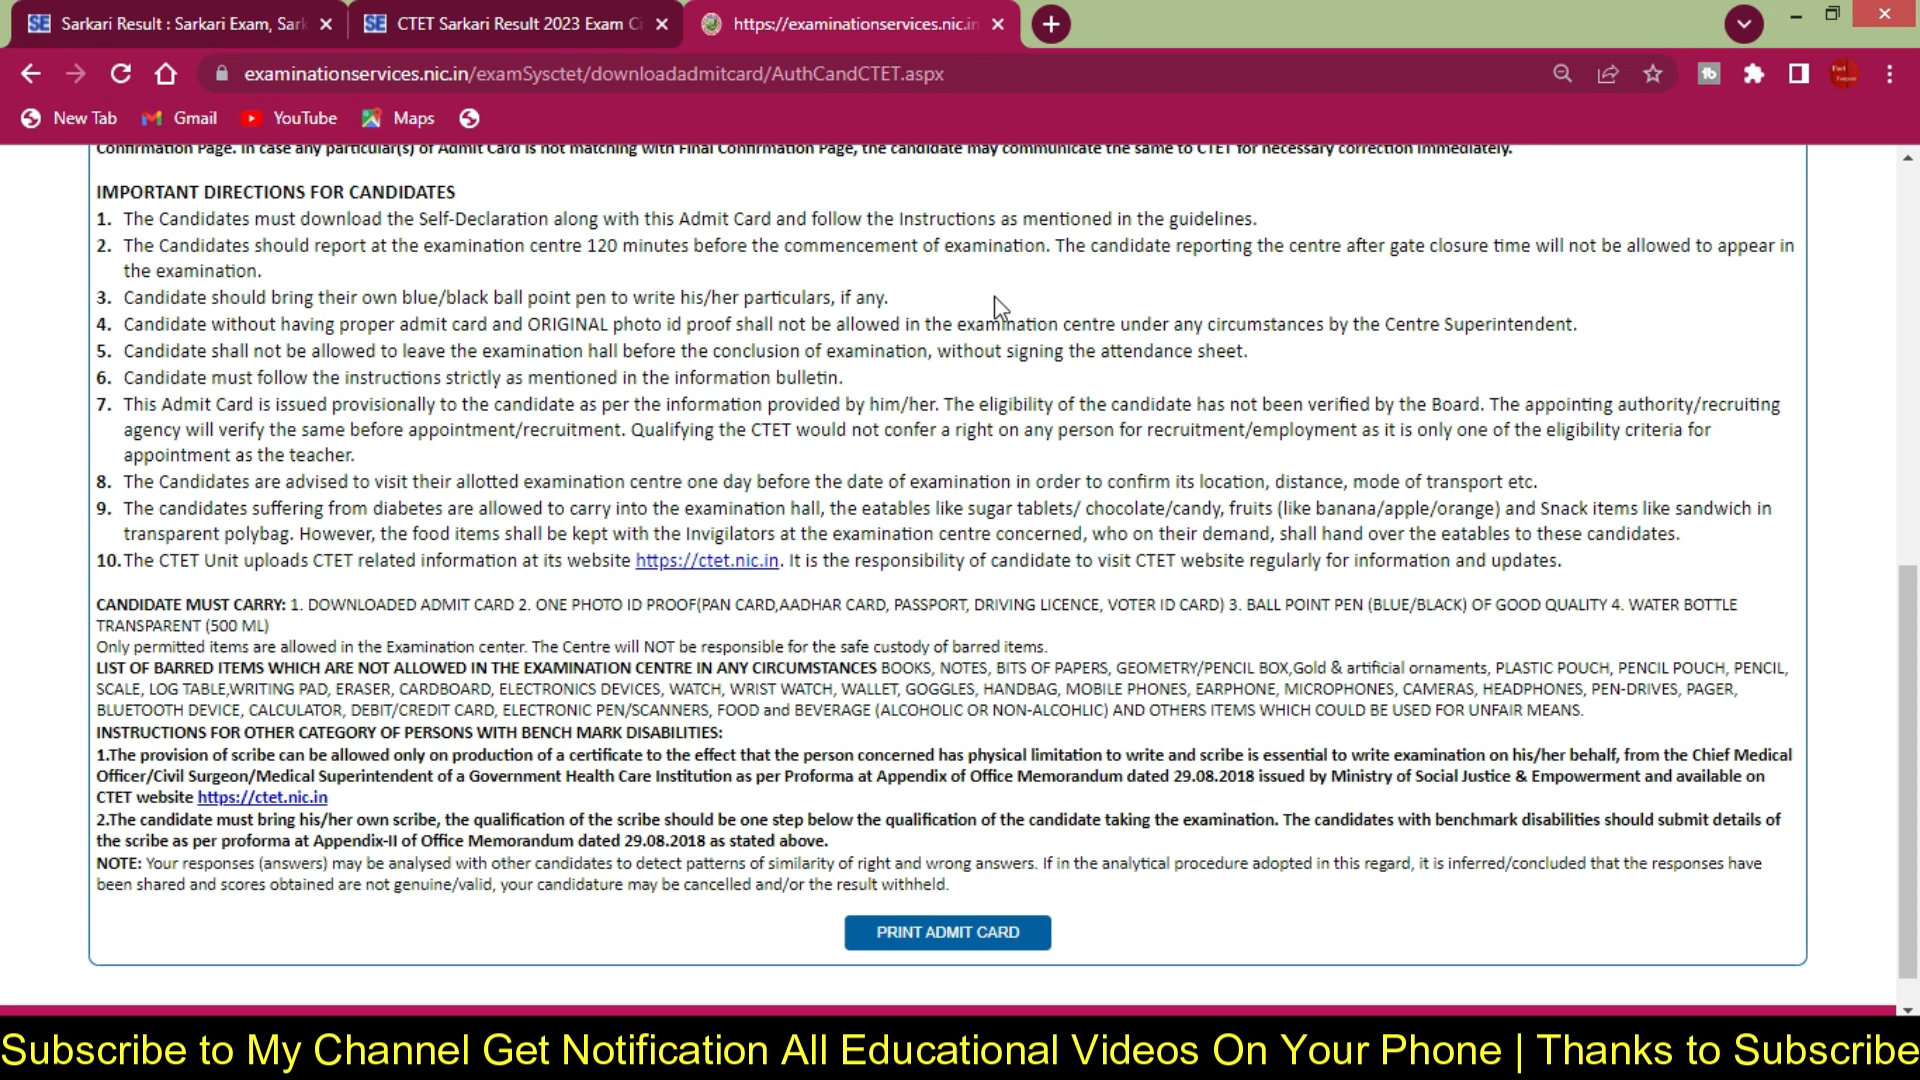 Sarkari Result : Sarkari Exam, Sark
CTET Sarkari Result 2023 Exam Ci
https://examinationservices.nic.in
examinationservices.nic.in/examSysctet/downloadadmitcard/AuthCandCTET.aspx
New Tab
Gmail
YouTube
Maps
Confirmation Page. In case any particular(s) of Admit Card is not matching with Final Confirmation Page, the candidate may communicate the same to CTET for necessary correction immediately.
IMPORTANT DIRECTIONS FOR CANDIDATES
1. The Candidates must download the Self-Declaration along with this Admit Card and follow the Instructions as mentioned in the guidelines.
2. The Candidates should report at the examination centre 120 minutes before the commencement of examination. The candidate reporting the centre after gate closure time will not be allowed to appear in
the examination.
3. Candidate should bring their own blue/black ball point pen to write his/her particulars, if any.
4. Candidate without having proper admit card and ORIGINAL photo id proof shall not be allowed in the examination centre under any circumstances by the Centre Superintendent.
5. Candidate shall not be allowed to leave the examination hall before the conclusion of examination, without signing the attendance sheet.
6. Candidate must follow the instructions strictly as mentioned in the information bulletin.
7. This Admit Card is issued provisionally to the candidate as per the information provided by him/her. The eligibility of the candidate has not been verified by the Board. The appointing authority/recruiting
agency will verify the same before appointment/recruitment. Qualifying the CTET would not confer a right on any person for recruitment/employment as it is only one of the eligibility criteria for
appointment as the teacher.
8. The Candidates are advised to visit their allotted examination centre one day before the date of examination in order to confirm its location, distance, mode of transport etc.
9. The candidates suffering from diabetes are allowed to carry into the examination hall, the eatables like sugar tablets/ chocolate/candy, fruits (like banana/apple/orange) and Snack items like sandwich in
transparent polybag. However, the food items shall be kept with the Invigilators at the examination centre concerned, who on their demand, shall hand over the eatables to these candidates.
10.The CTET Unit uploads CTET related information at its website https://ctet.nic.in. It is the responsibility of candidate to visit CTET website regularly for information and updates.
CANDIDATE MUST CARRY: 1. DOWNLOADED ADMIT CARD 2. ONE PHOTO ID PROOF(PAN CARD,AADHAR CARD, PASSPORT, DRIVING LICENCE, VOTER ID CARD) 3. BALL POINT PEN (BLUE/BLACK) OF GOOD QUALITY 4. WATER BOTTLE
TRANSPARENT (500 ML)
Only permitted items are allowed in the Examination center. The Centre will NOT be responsible for the safe custody of barred items.
LIST OF BARRED ITEMS WHICH ARE NOT ALLOWED IN THE EXAMINATION CENTRE IN ANY CIRCUMSTANCES BOOKS, NOTES, BITS OF PAPERS, GEOMETRY/PENCIL BOX,Gold & artificial ornaments, PLASTIC POUCH, PENCIL POUCH, PENCIL,
SCALE, LOG TABLE,WRITING PAD, ERASER, CARDBOARD, ELECTRONICS DEVICES, WATCH, WRIST WATCH, WALLET, GOGGLES, HANDBAG, MOBILE PHONES, EARPHONE, MICROPHONES, CAMERAS, HEADPHONES, PEN-DRIVES, PAGER,
BLUETOOTH DEVICE, CALCULATOR, DEBIT/CREDIT CARD, ELECTRONIC PEN/SCANNERS, FOOD and BEVERAGE (ALCOHOLIC OR NON-ALCOHLIC) AND OTHERS ITEMS WHICH COULD BE USED FOR UNFAIR MEANS.
INSTRUCTIONS FOR OTHER CATEGORY OF PERSONS WITH BENCH MARK DISABILITIES:
1.The provision of scribe can be allowed only on production of a certificate to the effect that the person concerned has physical limitation to write and scribe is essential to write examination on his/her behalf, from the Chief Medical
Officer/Civil Surgeon/Medical Superintendent of a Government Health Care Institution as per Proforma at Appendix of Office Memorandum dated 29.08.2018 issued by Ministry of Social Justice & Empowerment and available on
CTET website https://ctet.nic.in
2.The candidate must bring his/her own scribe, the qualification of the scribe should be one step below the qualification of the candidate taking the examination. The candidates with benchmark disabilities should submit details of
the scribe as per proforma at Appendix-II of Office Memorandum dated 29.08.2018 as stated above.
NOTE: Your responses (answers) may be analysed with other candidates to detect patterns of similarity of right and wrong answers. If in the analytical procedure adopted in this regard, it is inferred/concluded that the responses have
been shared and scores obtained are not genuine/valid, your candidature may be cancelled and/or the result withheld.
PRINT ADMIT CARD
Subscribe to My Channel Get Notification All Educational Videos On Your Phone | Thanks to Subscribe